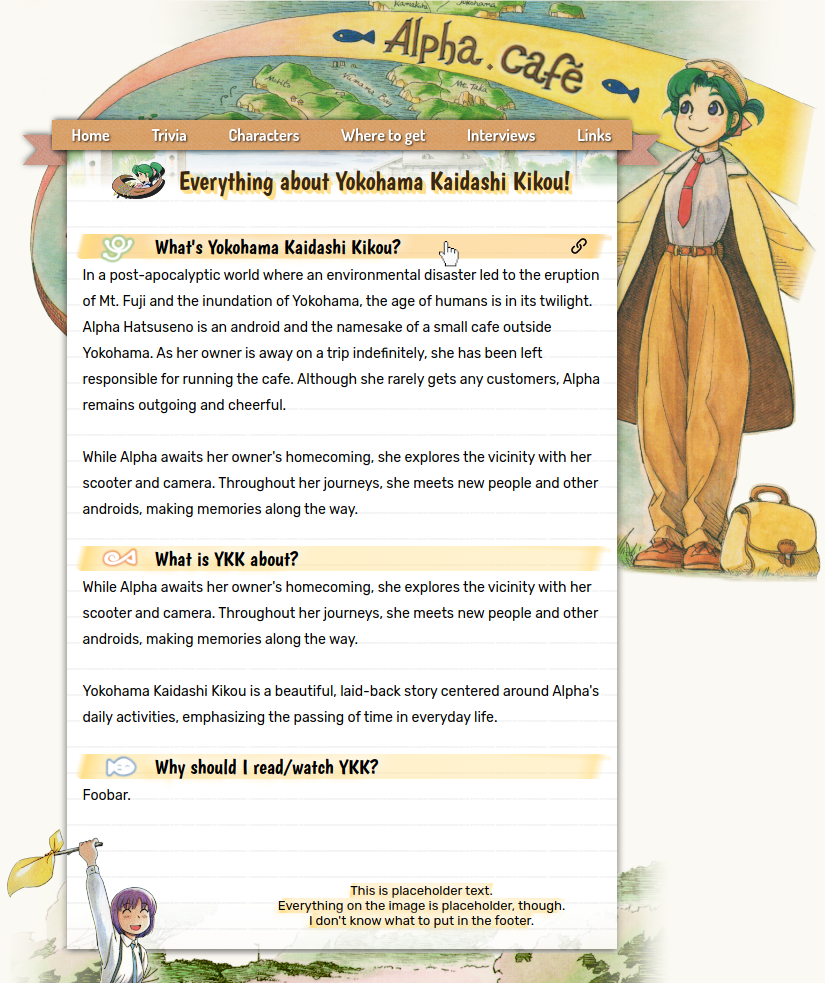 Kamakura
Yokohama
Alpha.café
Mt. Taka
Home Trivia Characters Where to get Interviews Links
Everything about Yokohama Kaidashi Kikou!
What's Yokohama Kaidashi Kikou?
In a post-apocalyptic world where an environmental disaster led to the eruption
of Mt. Fuji and the inundation of Yokohama, the age of humans is in its twilight.
Alpha Hatsuseno is an android and the namesake of a small cafe outside
Yokohama. As her owner is away on a trip indefinitely, she has been left
responsible for running the cafe. Although she rarely gets any customers, Alpha
remains outgoing and cheerful.
While Alpha awaits her owner's homecoming, she explores the vicinity with her
scooter and camera. Throughout her journeys, she meets new people and other
androids, making memories along the way.
What is YKK about?
While Alpha awaits her owner's homecoming, she explores the vicinity with her
scooter and camera. Throughout her journeys, she meets new people and other
androids, making memories along the way.
Yokohama Kaidashi Kikou is a beautiful, laid-back story centered around Alpha's
daily activities, emphasizing the passing of time in everyday life.
Why should I read/watch YKK?
Foobar.
This is placeholder text.
Everything on the image is placeholder, though.
I don't know what to put in the footer.